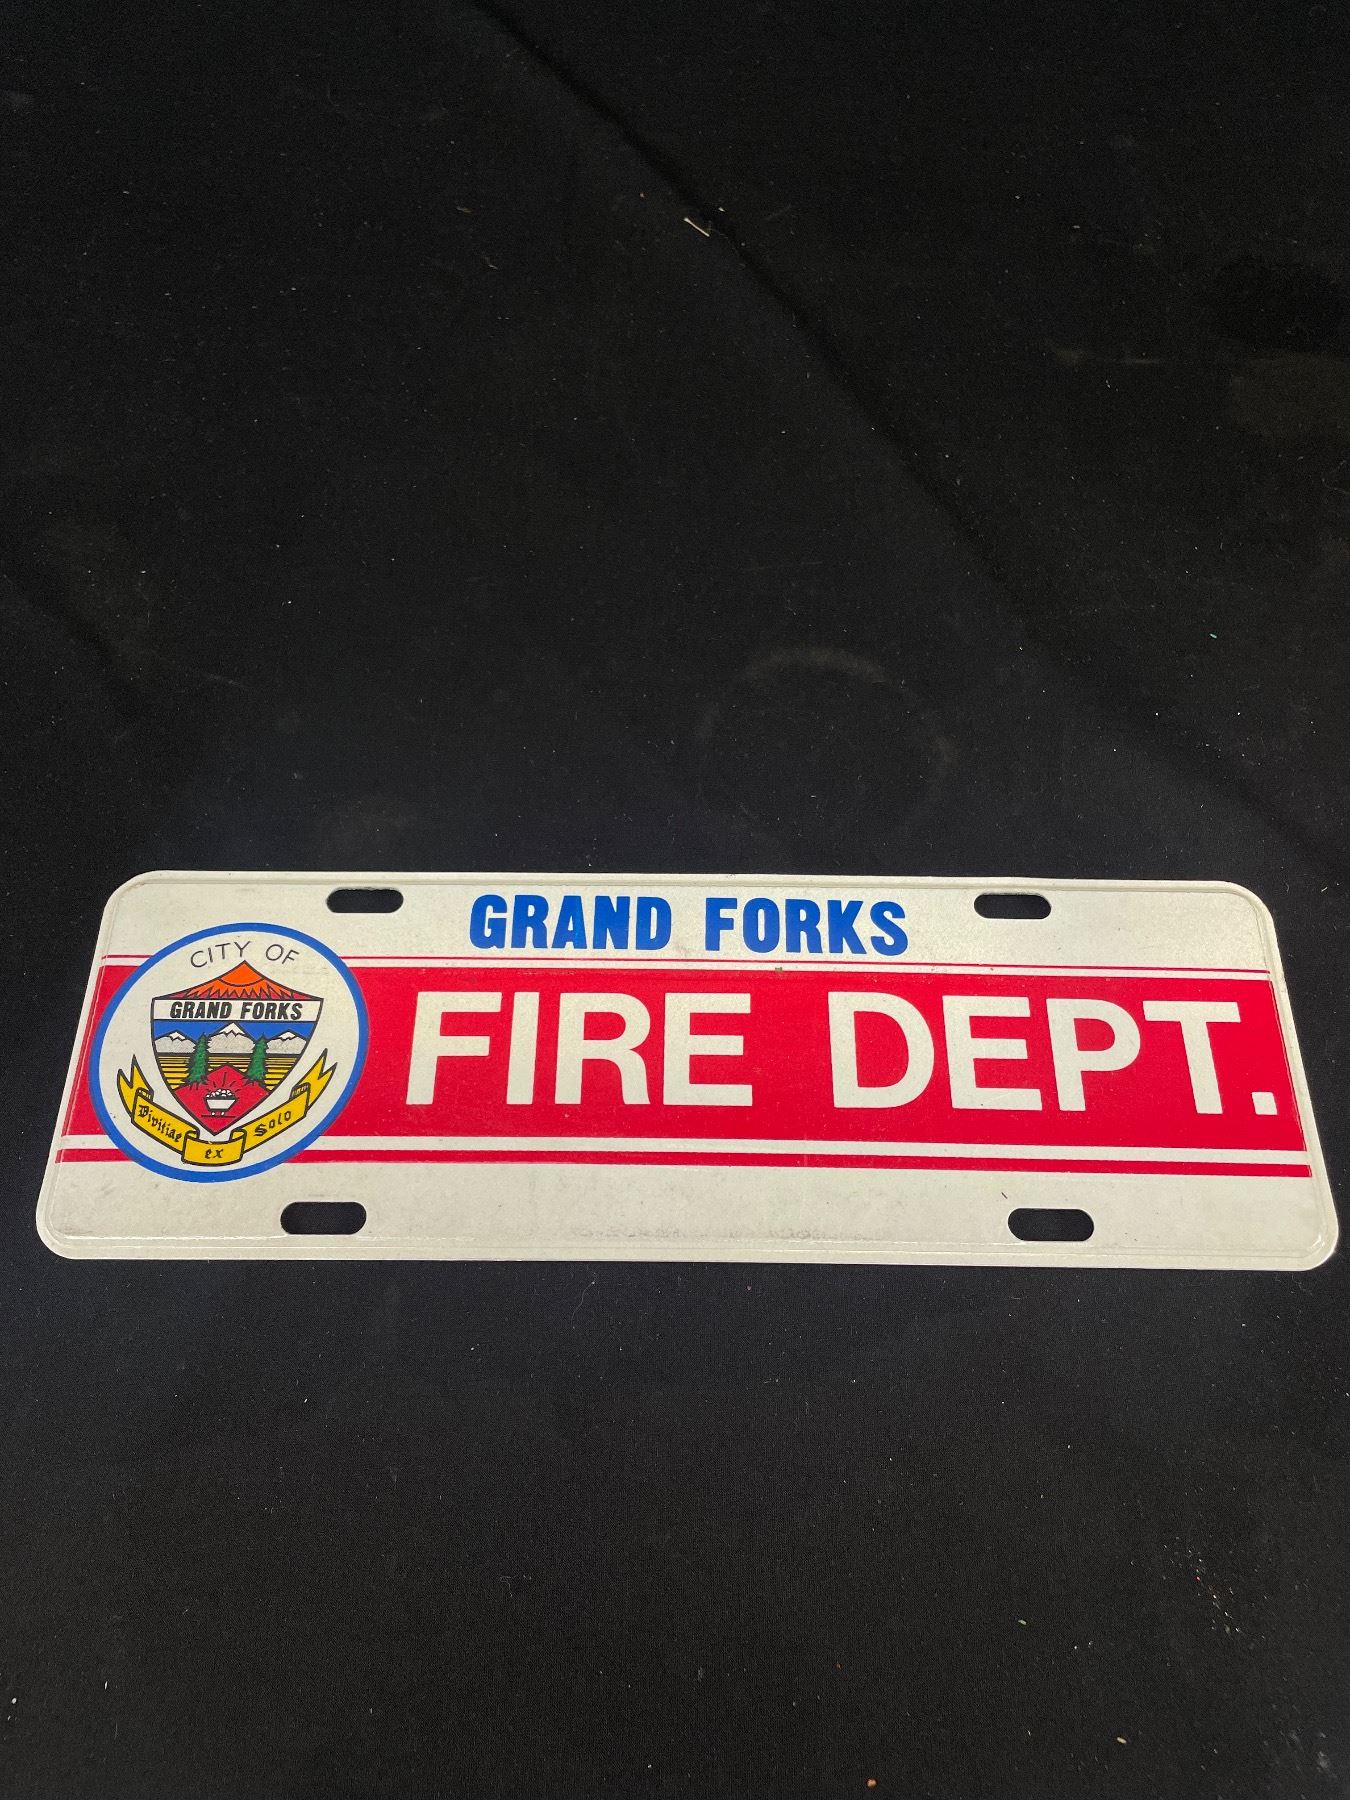 GRAND FORKS
FIRE DEPT.
CITY OF
GRAND FORKS
Divitiae ex Solo